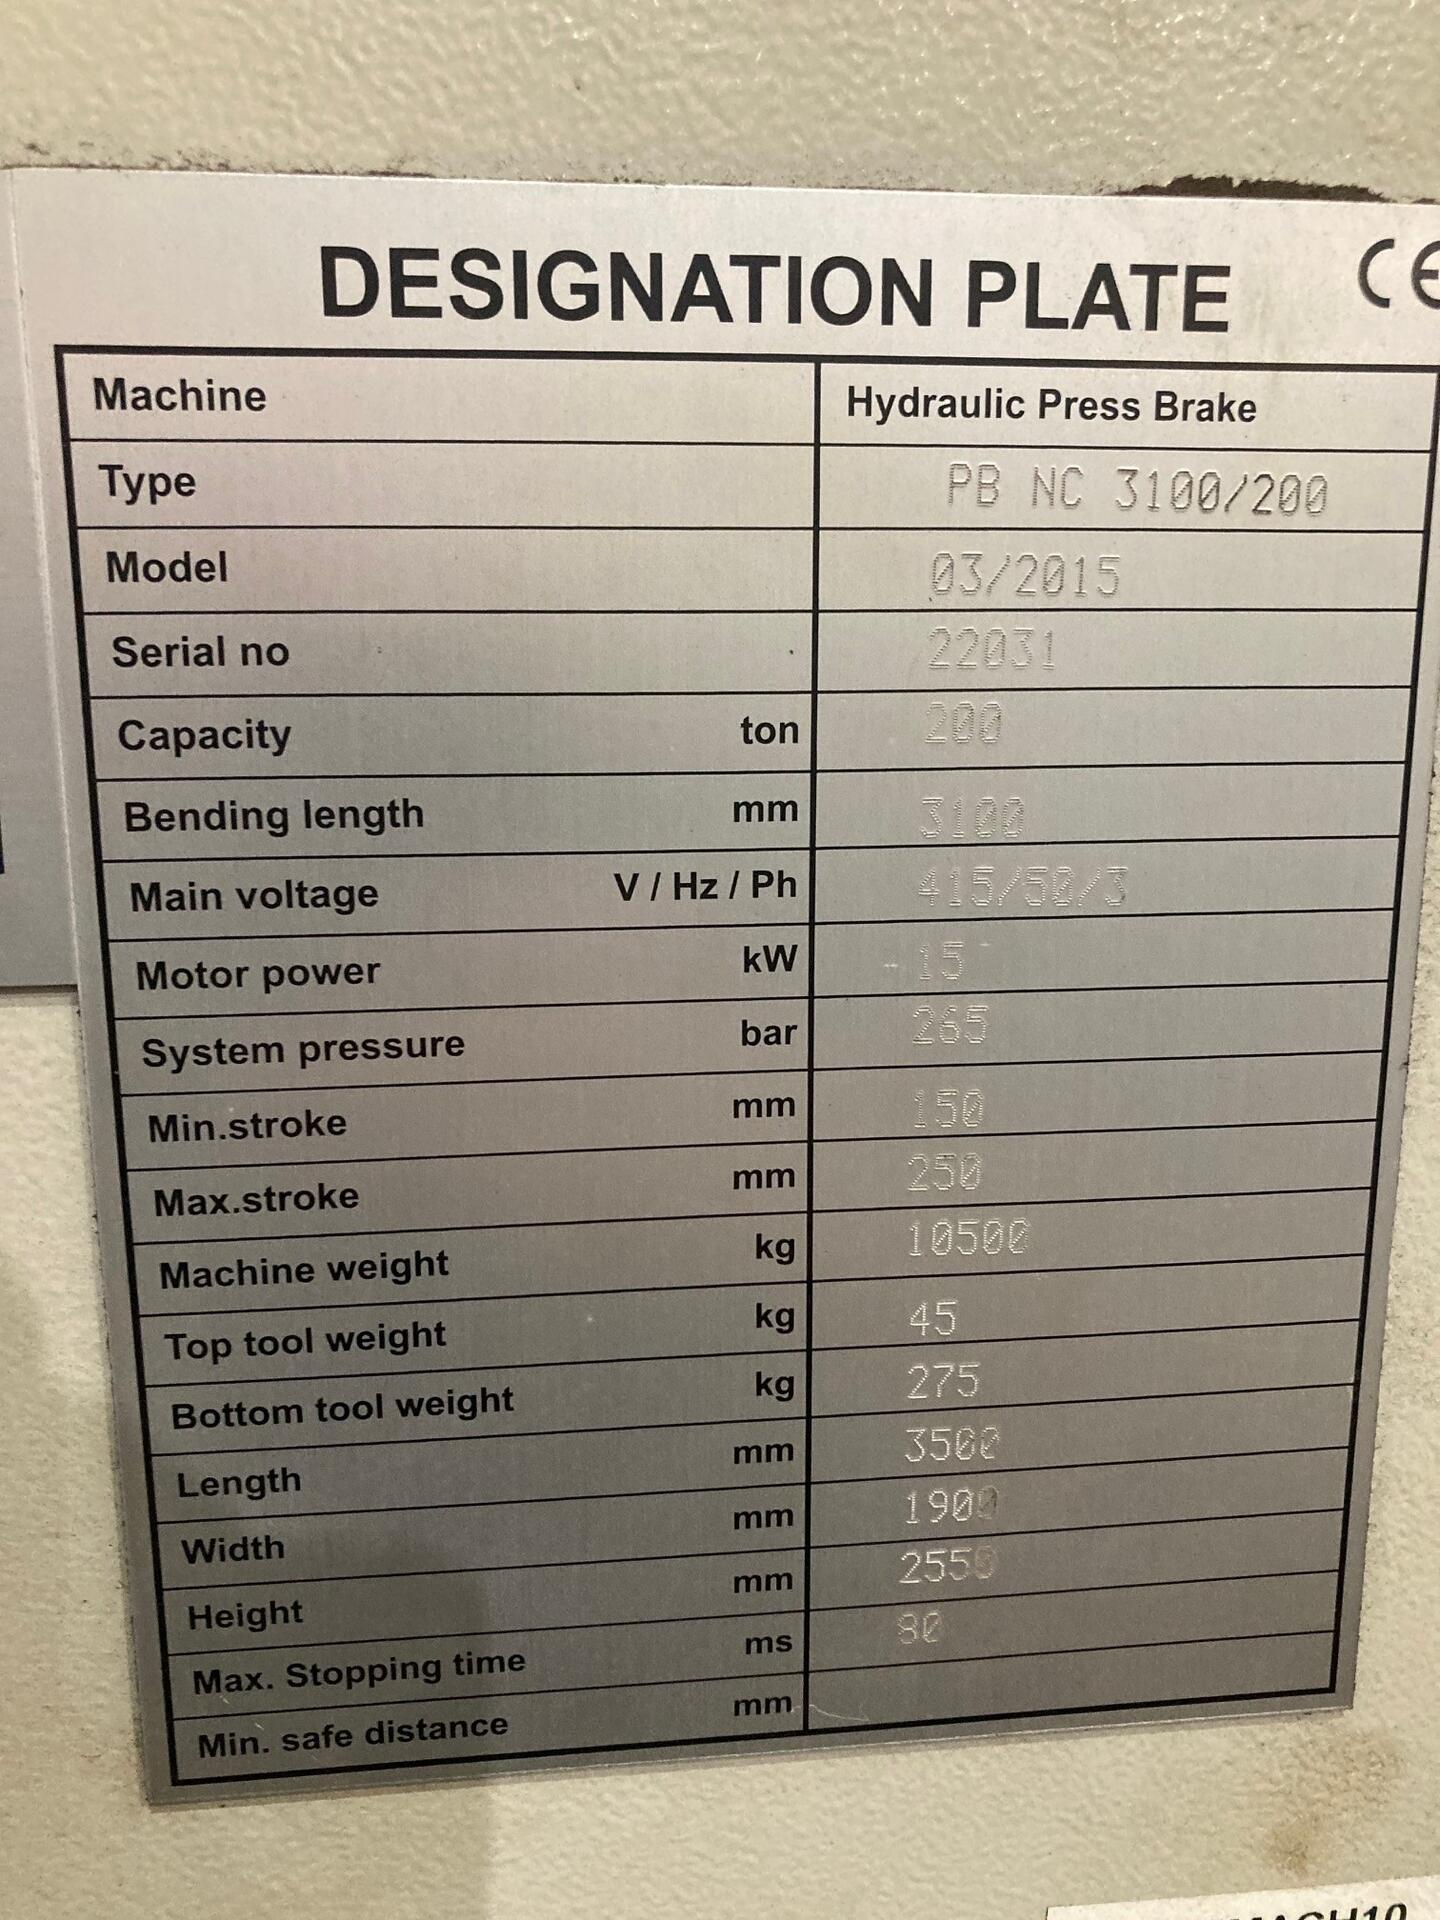 DESIGNATION PLATE CE
Machine Hydraulic Press Brake
Type PB NC 3100/200
Model 03/2015
Serial no 22031
Capacity ton 200
Bending length mm 3100
Main voltage V / Hz / Ph 415/50/3
Motor power kW 15
System pressure bar 265
Min.stroke mm 150
Max.stroke mm 250
Machine weight kg 10500
Top tool weight kg 45
Bottom tool weight kg 275
Length mm 3500
Width mm 1900
Height mm 2550
Max. Stopping time ms 80
Min. safe distance mm